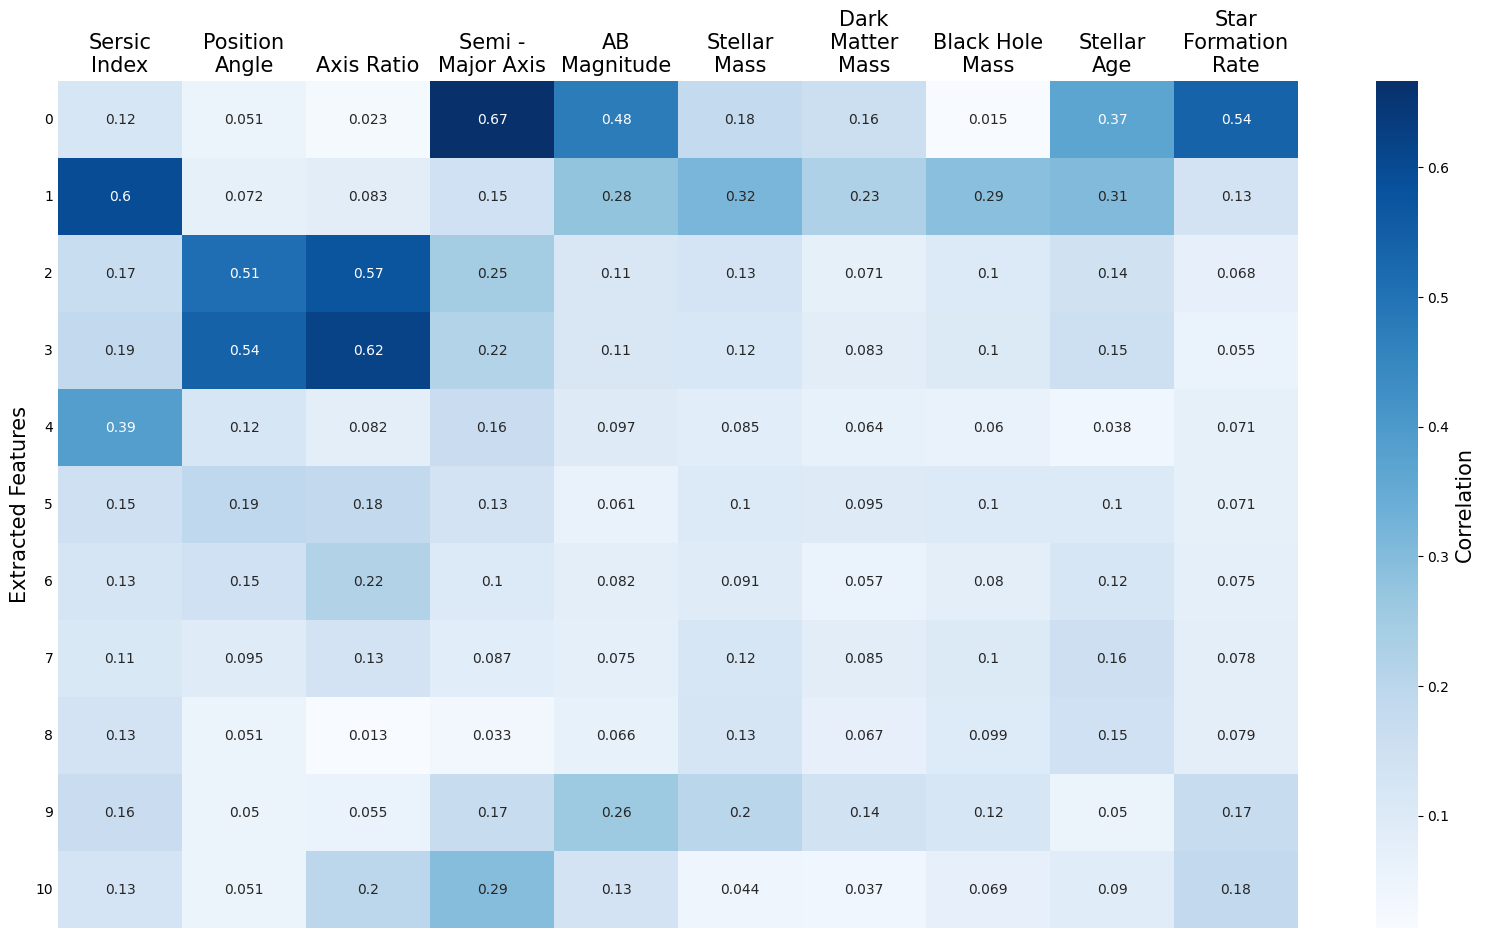 Sersic
Index
Position
Angle
Axis Ratio
Semi -
Major Axis
AB
Magnitude
Stellar
Mass
Dark
Matter
Mass
Black Hole
Mass
Stellar
Age
Star
Formation
Rate
0 0.12 0.051 0.023 0.67 0.48 0.18 0.16 0.015 0.37 0.54
1 0.6 0.072 0.083 0.15 0.28 0.32 0.23 0.29 0.31 0.13
2 0.17 0.51 0.57 0.25 0.11 0.13 0.071 0.1 0.14 0.068
3 0.19 0.54 0.62 0.22 0.11 0.12 0.083 0.1 0.15 0.055
4 0.39 0.12 0.082 0.16 0.097 0.085 0.064 0.06 0.038 0.071
5 0.15 0.19 0.18 0.13 0.061 0.1 0.095 0.1 0.1 0.071
6 0.13 0.15 0.22 0.1 0.082 0.091 0.057 0.08 0.12 0.075
7 0.11 0.095 0.13 0.087 0.075 0.12 0.085 0.1 0.16 0.078
8 0.13 0.051 0.013 0.033 0.066 0.13 0.067 0.099 0.15 0.079
9 0.16 0.05 0.055 0.17 0.26 0.2 0.14 0.12 0.05 0.17
10 0.13 0.051 0.2 0.29 0.13 0.044 0.037 0.069 0.09 0.18
Extracted Features
0.6
0.5
0.4
0.3
0.2
0.1
Correlation